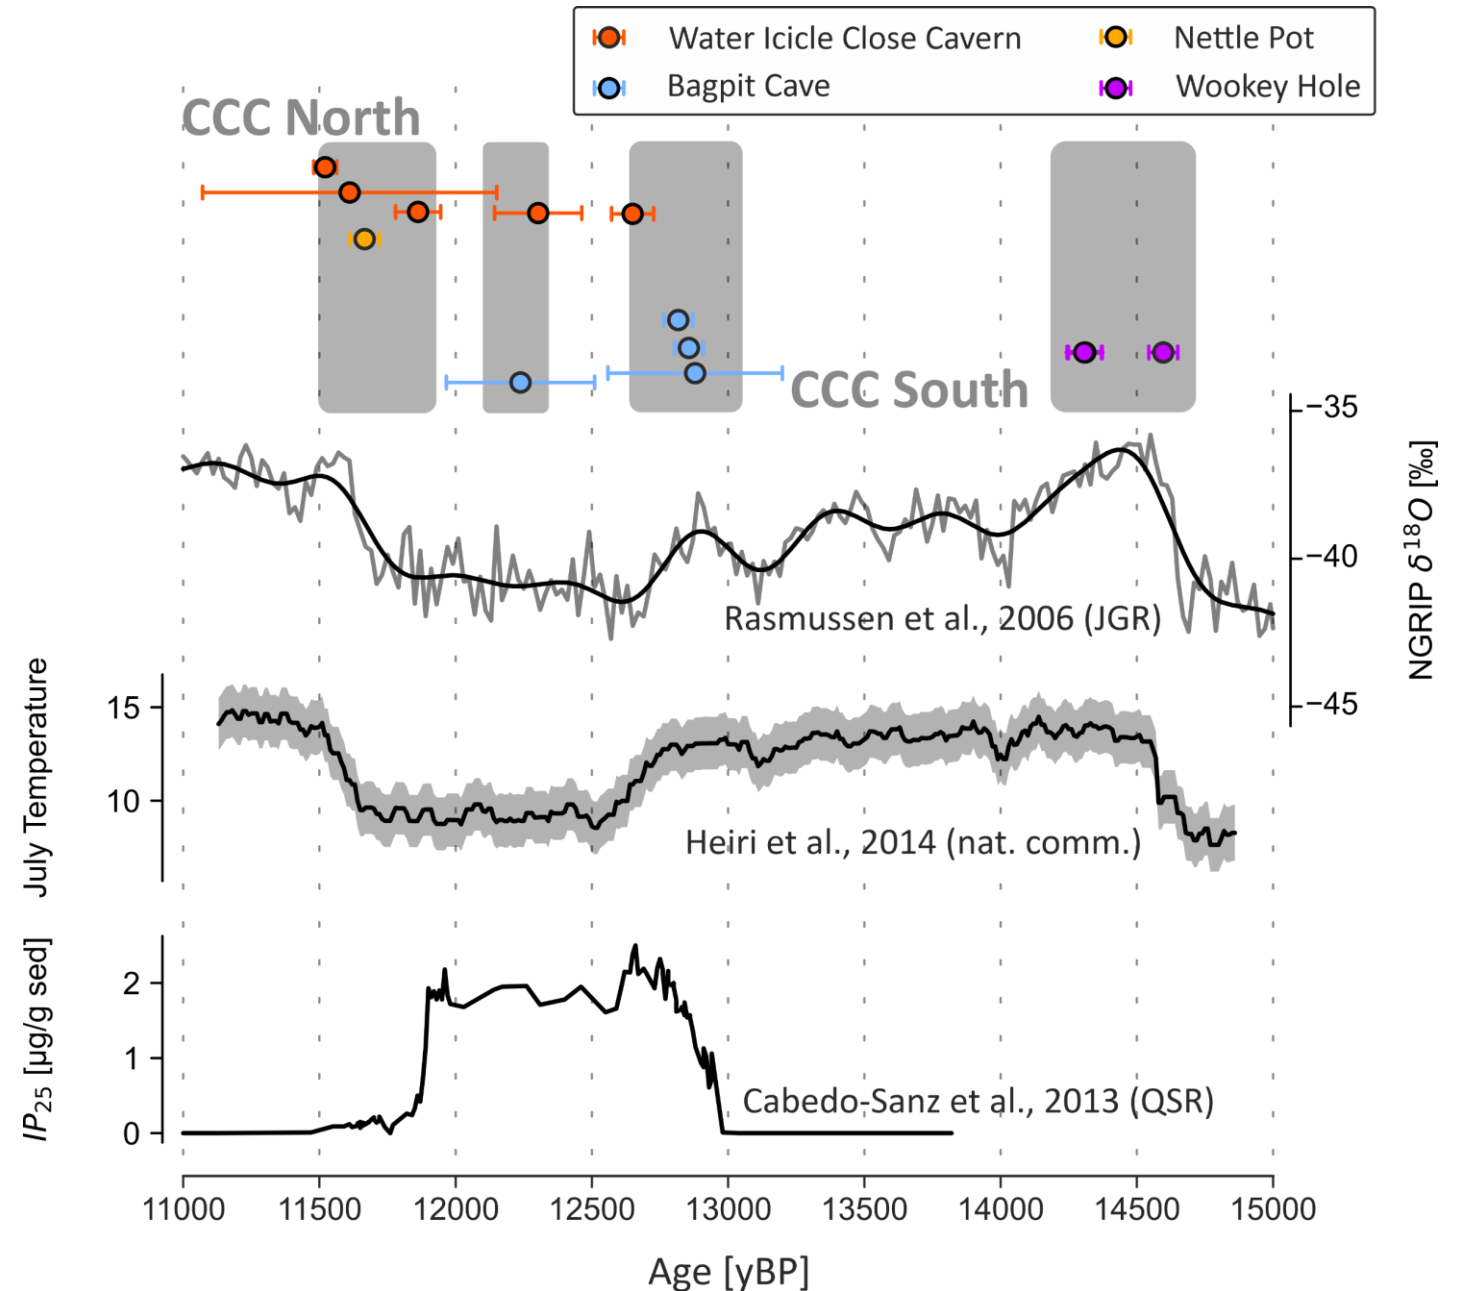 Water Icicle Close Cavern
Nettle Pot
Bagpit Cave
Wookey Hole
CCC North
CCC South
−35
−40
−45
NGRIP δ¹⁸O [‰]
Rasmussen et al., 2006 (JGR)
July Temperature
15
10
Heiri et al., 2014 (nat. comm.)
IP₂₅ [µg/g sed]
2
1
0
Cabedo-Sanz et al., 2013 (QSR)
11000 11500 12000 12500 13000 13500 14000 14500 15000
Age [yBP]